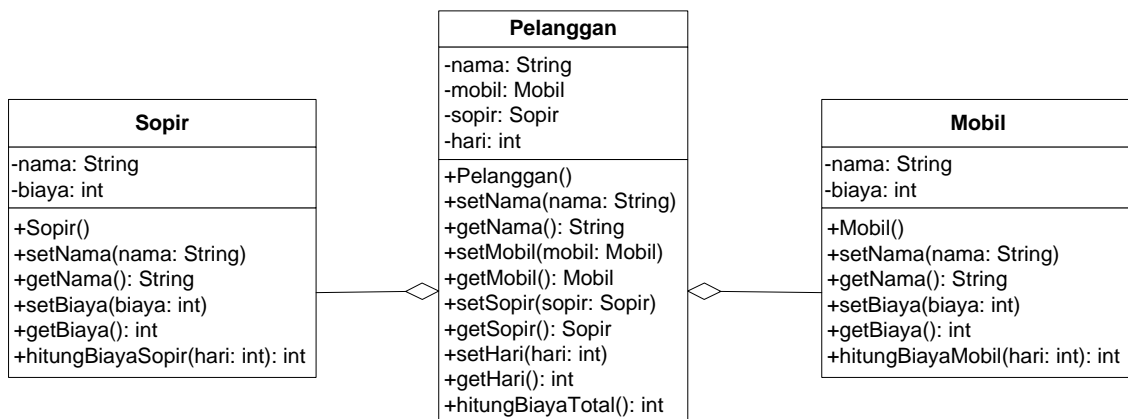 Sopir
-nama: String
-biaya: int
+Sopir()
+setNama(nama: String)
+getNama(): String
+setBiaya(biaya: int)
+getBiaya(): int
+hitungBiayaSopir(hari: int): int
Pelanggan
-nama: String
-mobil: Mobil
-sopir: Sopir
-hari: int
+Pelanggan()
+setNama(nama: String)
+getNama(): String
+setMobil(mobil: Mobil)
+getMobil(): Mobil
+setSopir(sopir: Sopir)
+getSopir(): Sopir
+setHari(hari: int)
+getHari(): int
+hitungBiayaTotal(): int
Mobil
-nama: String
-biaya: int
+Mobil()
+setNama(nama: String)
+getNama(): String
+setBiaya(biaya: int)
+getBiaya(): int
+hitungBiayaMobil(hari: int): int